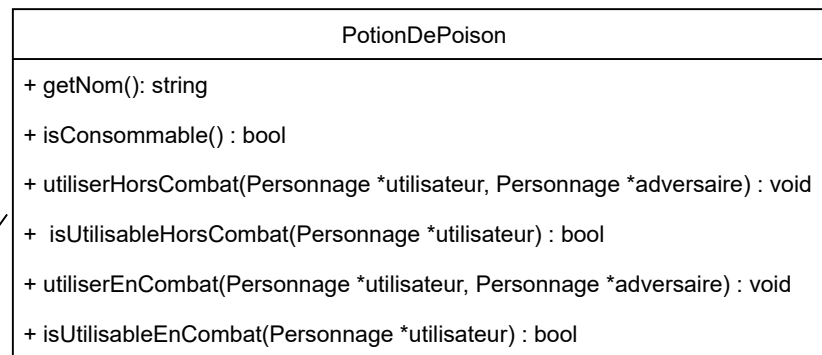 PotionDePoison
+ getNom(): string
+ isConsommable() : bool
+ utiliserHorsCombat(Personnage *utilisateur, Personnage *adversaire) : void
+ isUtilisableHorsCombat(Personnage *utilisateur) : bool
+ utiliserEnCombat(Personnage *utilisateur, Personnage *adversaire) : void
+ isUtilisableEnCombat(Personnage *utilisateur) : bool